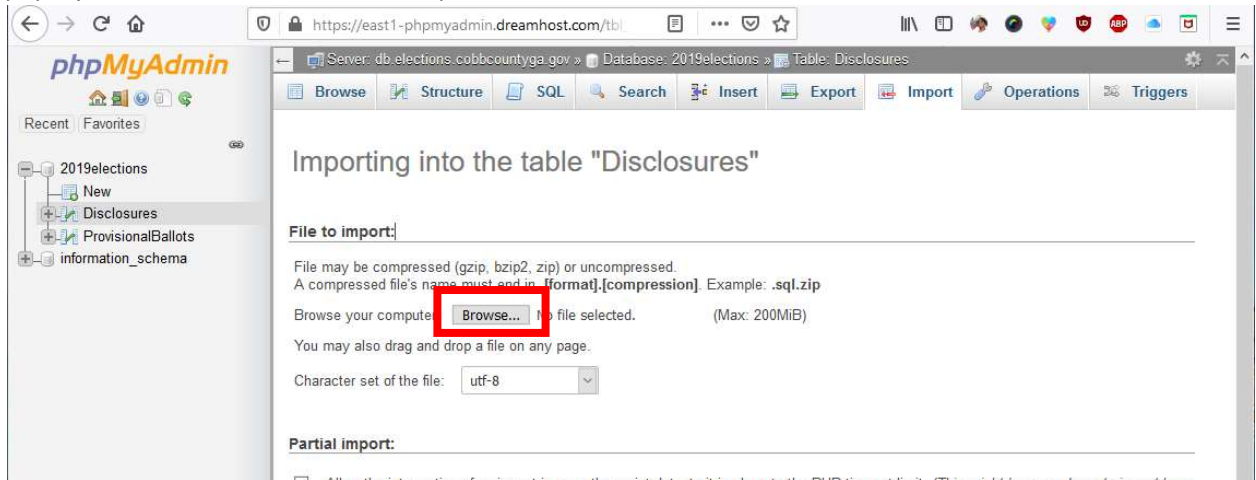 https://east1-phpmyadmin.dreamhost.com/tbl
phpMyAdmin
Server: db.elections.cobbcountyga.gov » Database: 2019elections » Table: Disclosures
Browse Structure SQL Search Insert Export Import Operations Triggers
Recent Favorites
2019elections
New
Disclosures
ProvisionalBallots
information_schema
Importing into the table "Disclosures"
File to import:
File may be compressed (gzip, bzip2, zip) or uncompressed.
A compressed file's name must end in .[format].[compression]. Example: .sql.zip
Browse your computer: Browse... No file selected. (Max: 200MiB)
You may also drag and drop a file on any page.
Character set of the file: utf-8
Partial import: